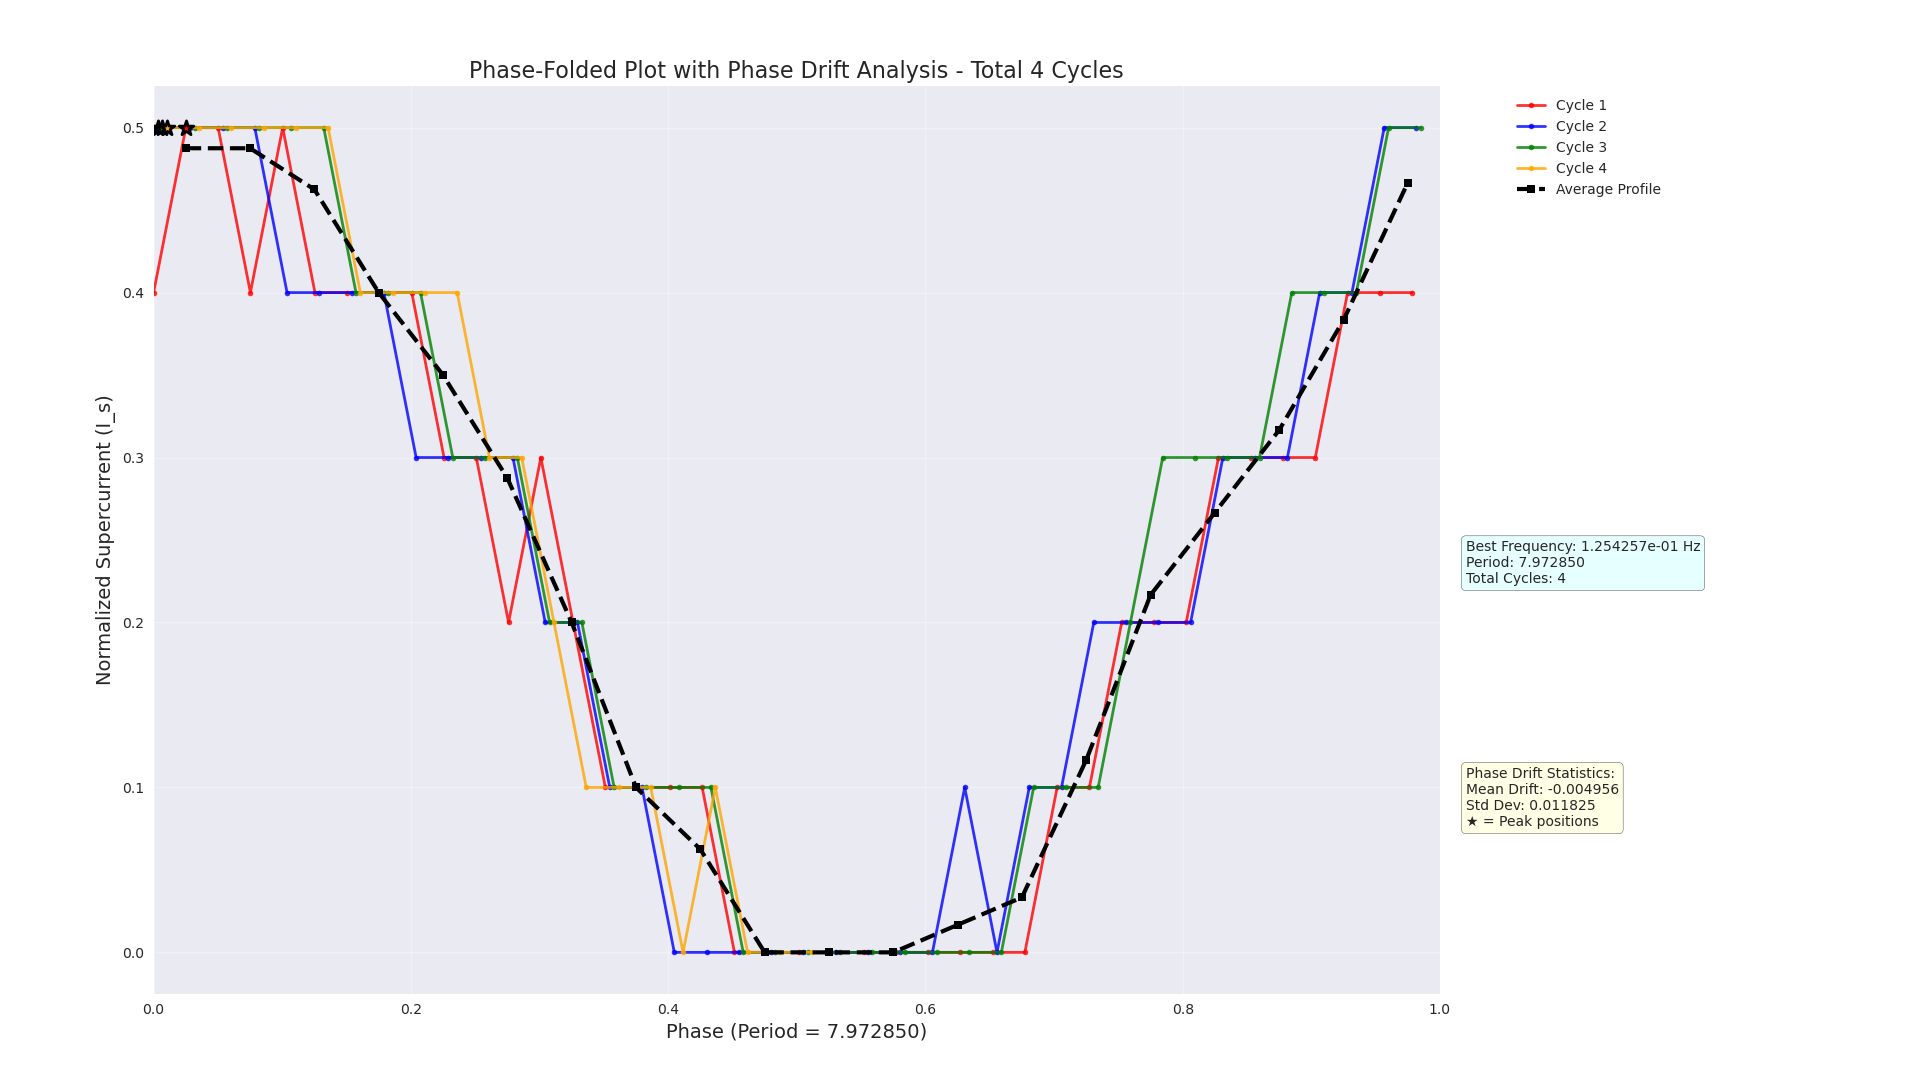 Phase-Folded Plot with Phase Drift Analysis - Total 4 Cycles
Normalized Supercurrent (I_s)
0.5
0.4
0.3
0.2
0.1
0.0
0.0
0.2
0.4
0.6
0.8
1.0
Phase (Period = 7.972850)
Cycle 1
Cycle 2
Cycle 3
Cycle 4
Average Profile
Best Frequency: 1.254257e-01 Hz
Period: 7.972850
Total Cycles: 4
Phase Drift Statistics:
Mean Drift: -0.004956
Std Dev: 0.011825
★ = Peak positions